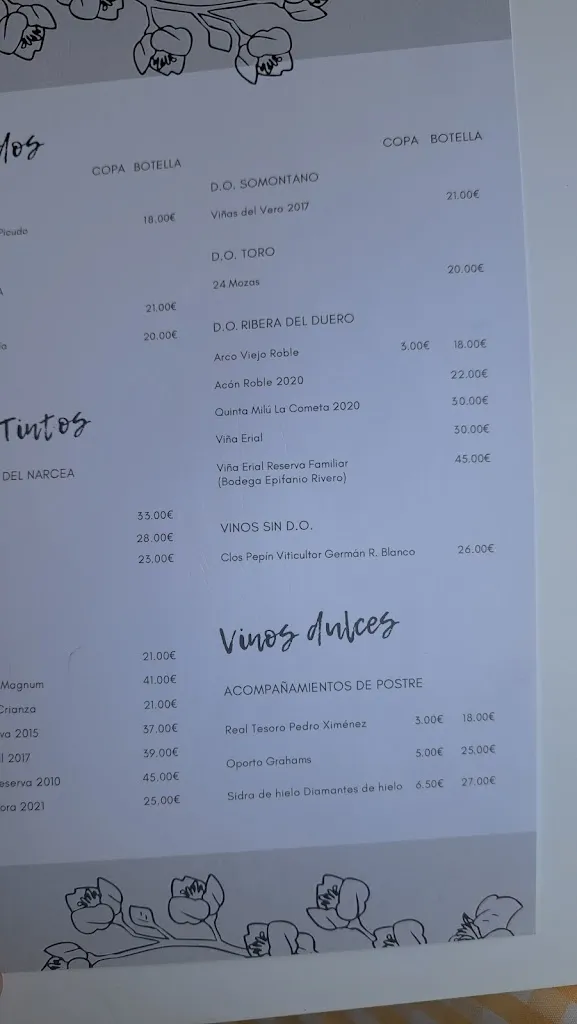 COPA BOTELLA
18.00€
21.00€
20.00€
Tintos
DEL NARCEA
33.00€
28.00€
23.00€
21.00€
Magnum 41.00€
Crianza 21.00€
2015 37.00€
2017 39.00€
2010 45.00€
2021 25.00€
COPA BOTELLA
D.O. SOMONTANO
Viñas del Vero 2017 21.00€
D.O. TORO
24 Mozas 20.00€
D.O. RIBERA DEL DUERO
Arco Viejo Roble 3.00€ 18.00€
Acón Roble 2020 22.00€
Quinta Milú La Cometa 2020 30.00€
Viña Erial 30.00€
Viña Erial Reserva Familiar 45.00€
(Bodega Epifanio Rivero)
VINOS SIN D.O.
Clos Pepín Viticultor Germán R. Blanco 26.00€
Vinos dulces
ACOMPAÑAMIENTOS DE POSTRE
Real Tesoro Pedro Ximénez 3.00€ 18.00€
Oporto Grahams 5.00€ 25.00€
Sidra de hielo Diamantes de hielo 6.50€ 27.00€